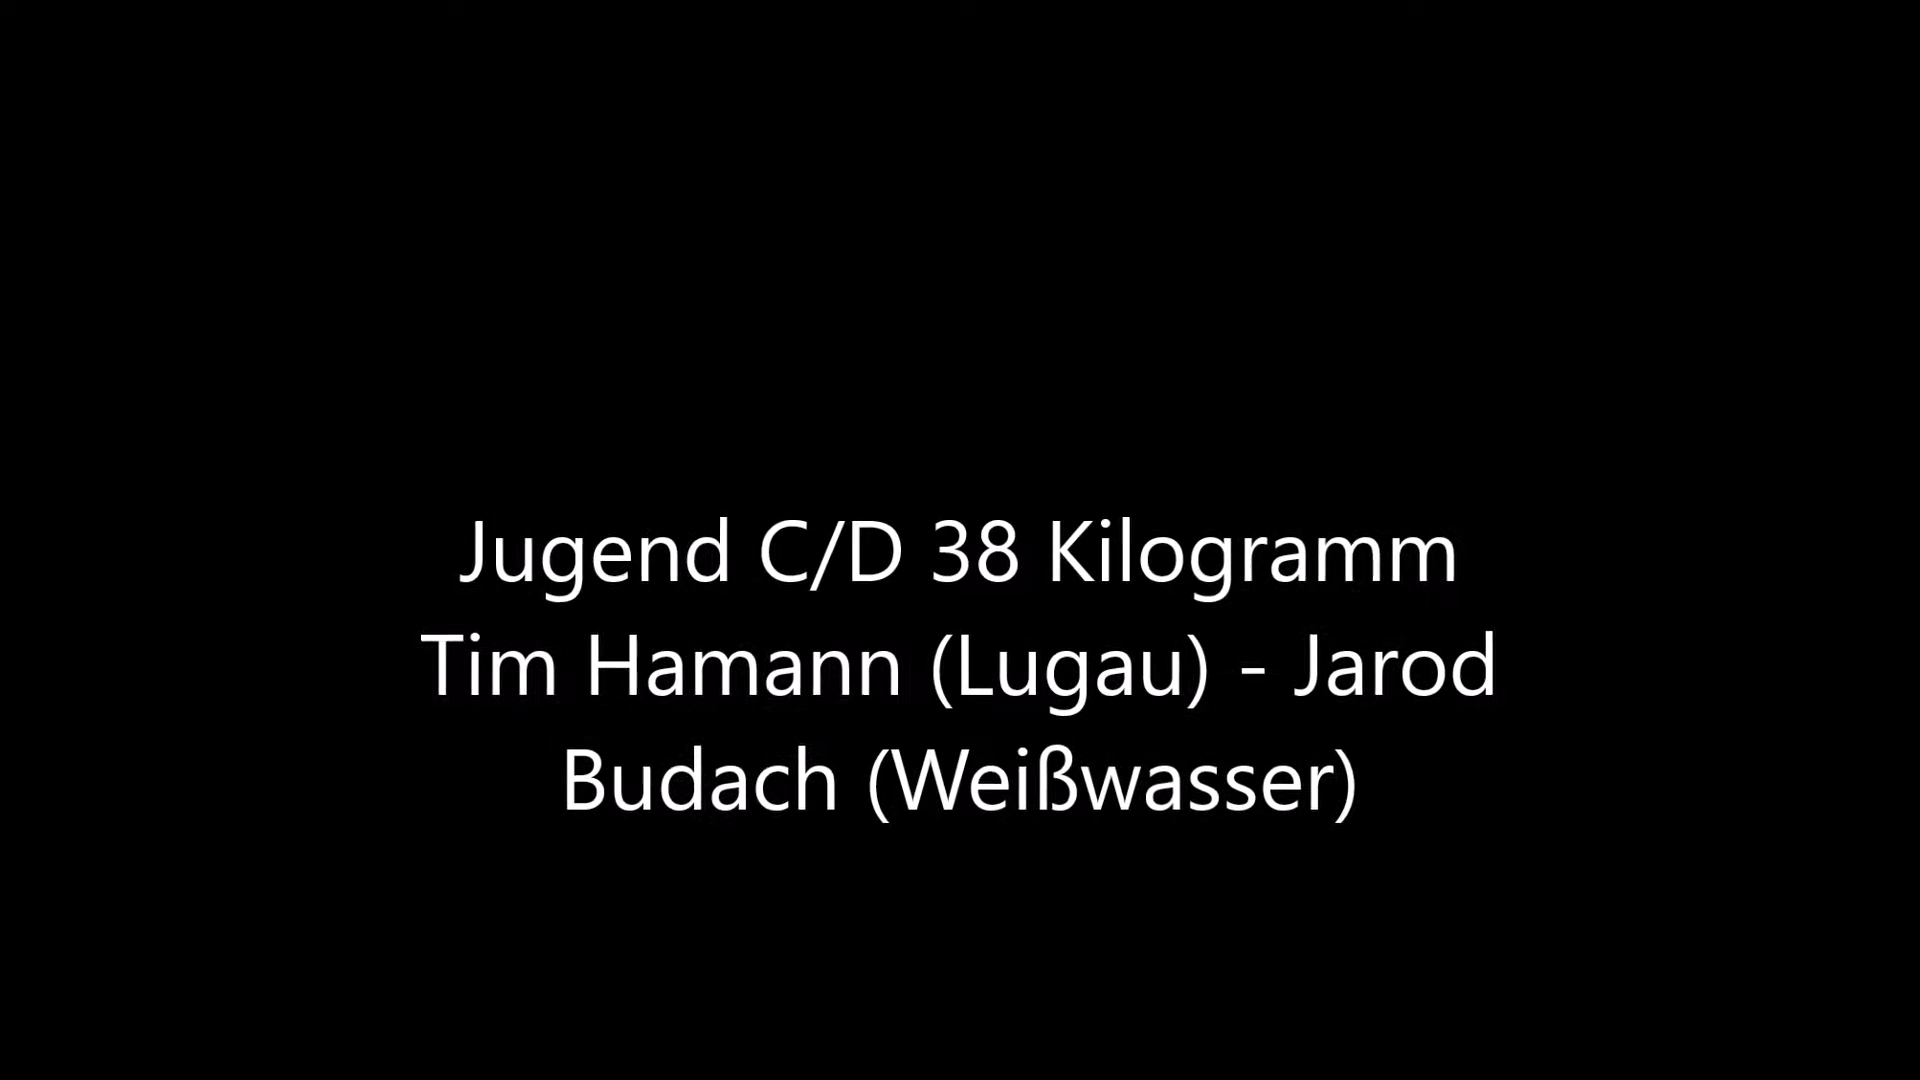 Jugend C/D 38 Kilogramm
Tim Hamann (Lugau) - Jarod
Budach (Weißwasser)